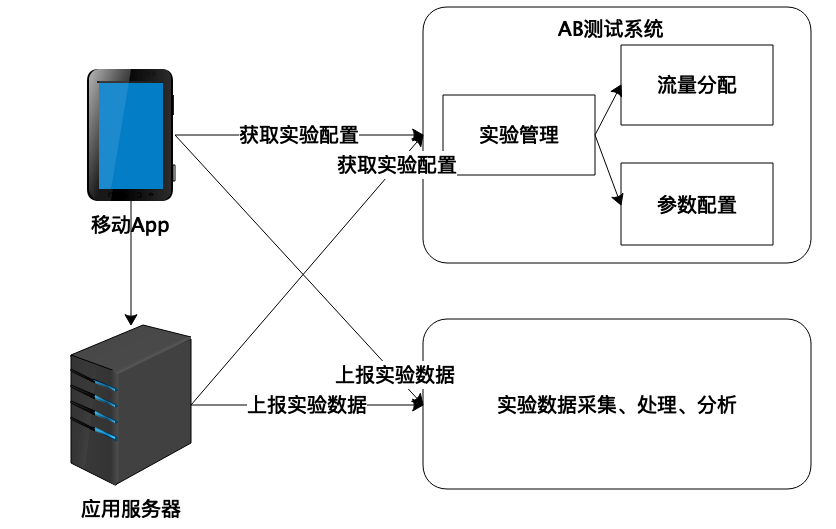 AB测试系统
流量分配
获取实验配置
实验管理
获取实验配置
参数配置
移动App
上报实验数据
上报实验数据
实验数据采集、处理、分析
应用服务器